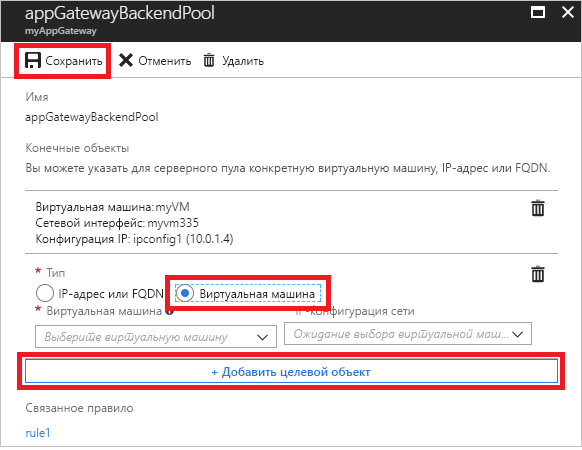 appGatewayBackendPool
myAppGateway
Сохранить Отменить Удалить
Имя
appGatewayBackendPool
Конечные объекты
Вы можете указать для серверного пула конкретную виртуальную машину, IP-адрес или FQDN.
Виртуальная машина: myVM
Сетевой интерфейс: myvm335
Конфигурация IP: ipconfig1 (10.0.1.4)
* Тип
IP-адрес или FQDN Виртуальная машина
* Виртуальная машина IP-конфигурация сети
Выберите виртуальную машину Ожидание выбора виртуальной маш...
+ Добавить целевой объект
Связанное правило
rule1